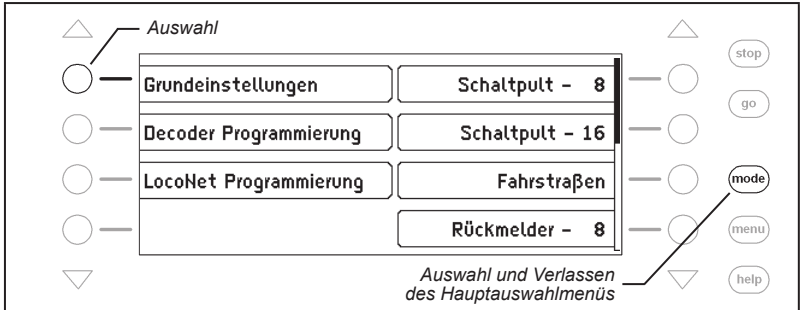 Auswahl
stop
Grundeinstellungen
Schaltpult - 8
go
Decoder Programmierung
Schaltpult - 16
LocoNet Programmierung
Fahrstraßen
mode
Rückmelder - 8
menu
Auswahl und Verlassen
des Hauptauswahlmenüs
help